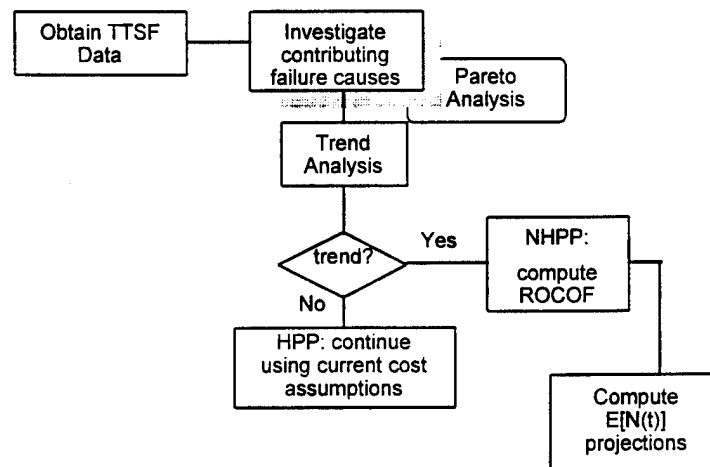 Obtain TTSF
Data
Investigate
contributing
failure causes
Pareto
Analysis
Trend
Analysis
trend?
Yes
No
NHPP:
compute
ROCOF
HPP: continue
using current cost
assumptions
Compute
E[N(t)]
projections